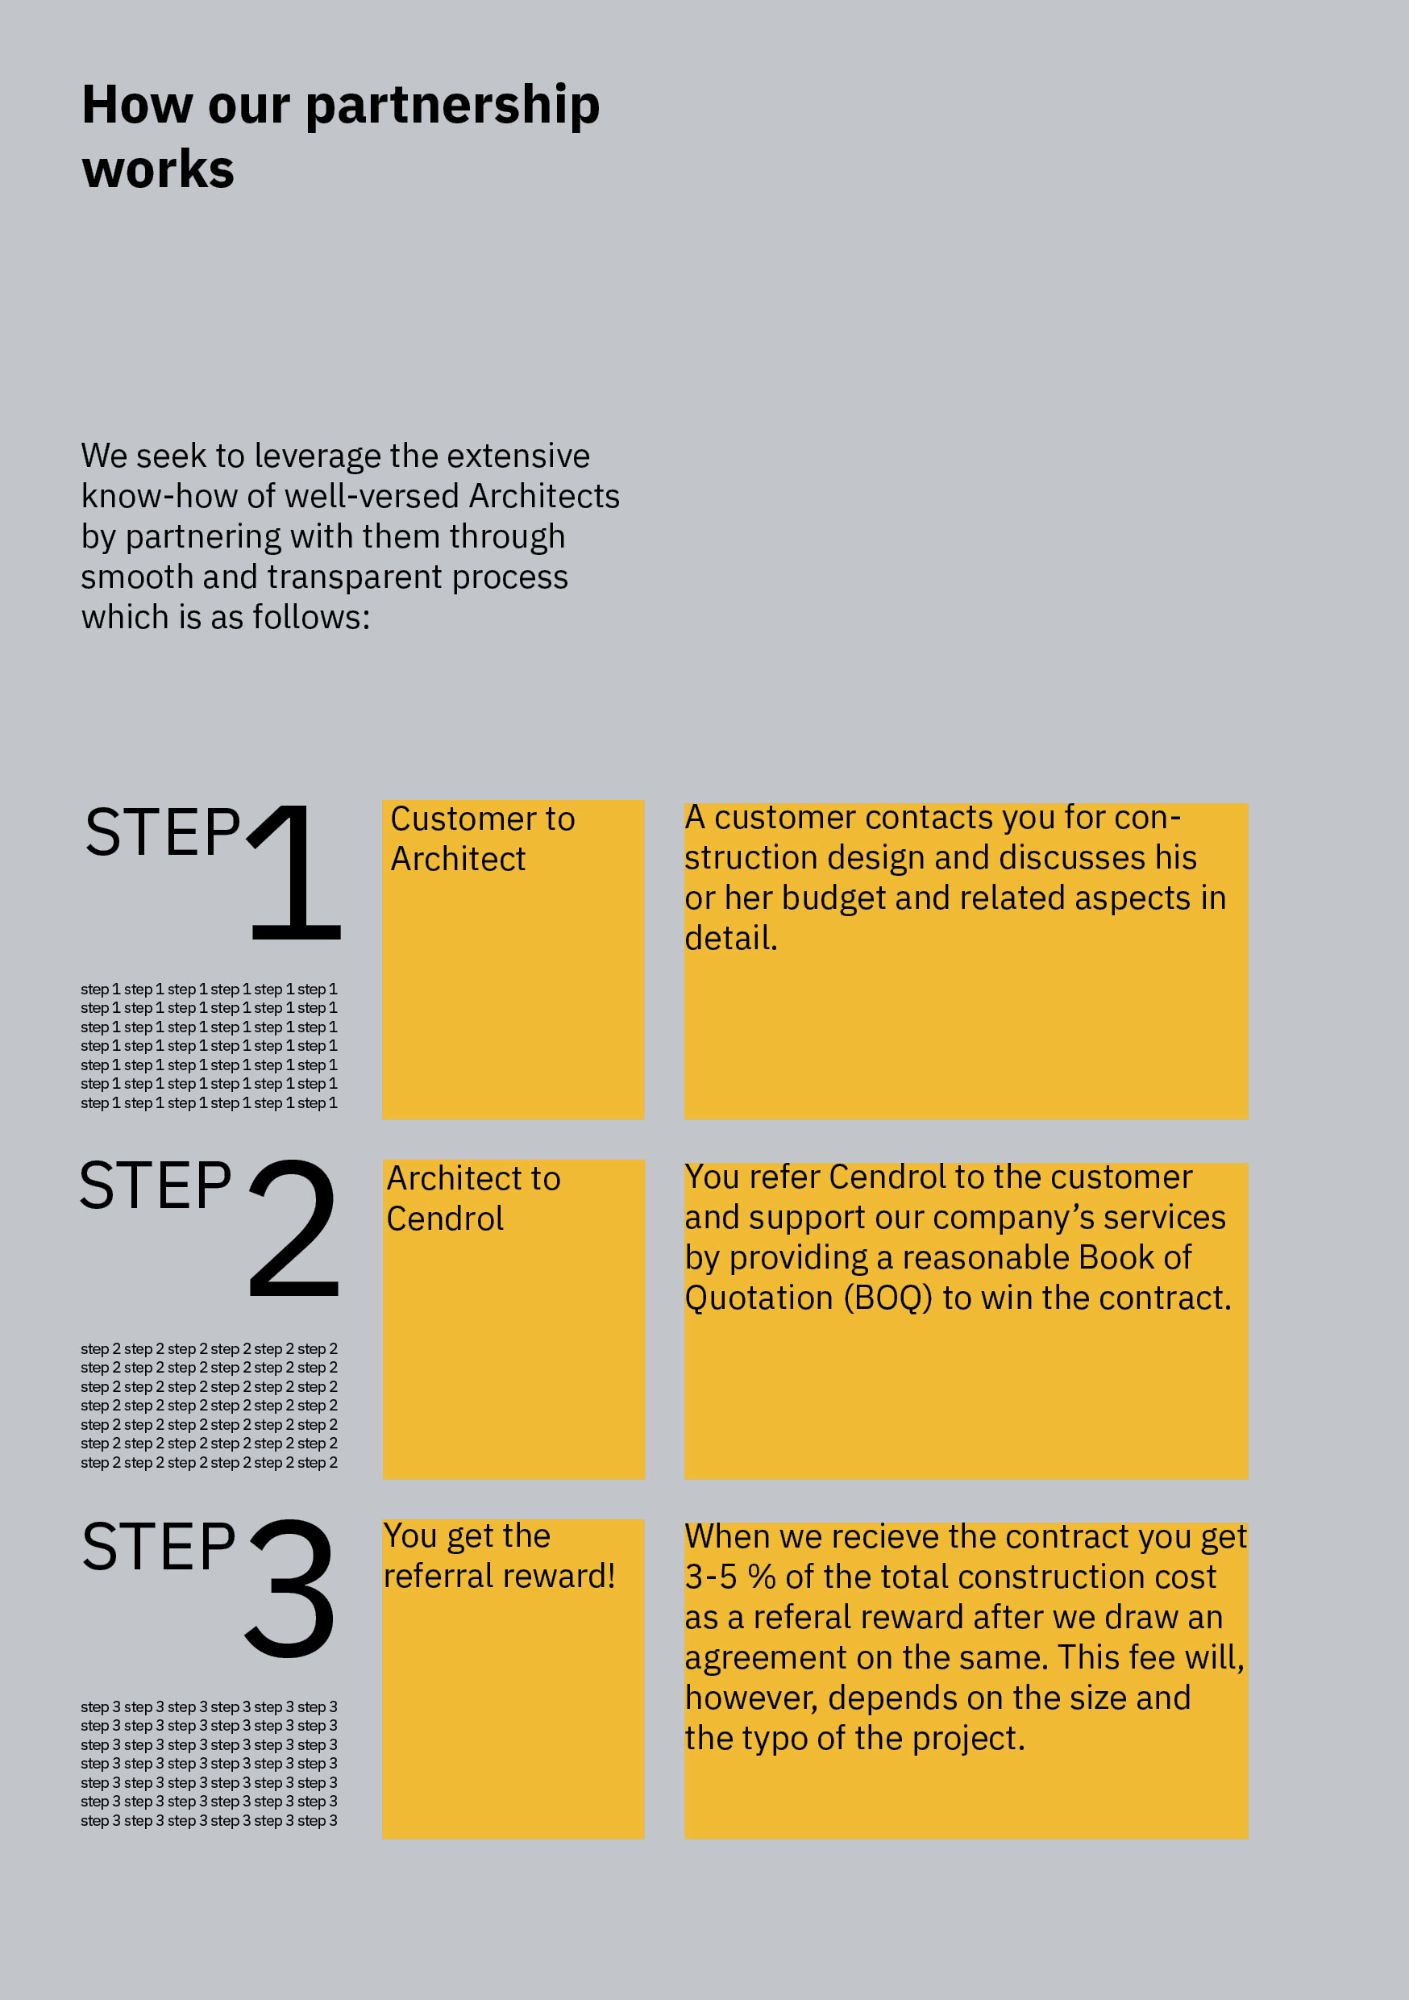 How our partnership
works
We seek to leverage the extensive
know-how of well-versed Architects
by partnering with them through
smooth and transparent process
which is as follows:
STEP 1
step 1 step 1 step 1 step 1 step 1 step 1
step 1 step 1 step 1 step 1 step 1 step 1
step 1 step 1 step 1 step 1 step 1 step 1
step 1 step 1 step 1 step 1 step 1 step 1
step 1 step 1 step 1 step 1 step 1 step 1
step 1 step 1 step 1 step 1 step 1 step 1
step 1 step 1 step 1 step 1 step 1 step 1
Customer to
Architect
A customer contacts you for con-
struction design and discusses his
or her budget and related aspects in
detail.
STEP 2
step 2 step 2 step 2 step 2 step 2 step 2
step 2 step 2 step 2 step 2 step 2 step 2
step 2 step 2 step 2 step 2 step 2 step 2
step 2 step 2 step 2 step 2 step 2 step 2
step 2 step 2 step 2 step 2 step 2 step 2
step 2 step 2 step 2 step 2 step 2 step 2
step 2 step 2 step 2 step 2 step 2 step 2
Architect to
Cendrol
You refer Cendrol to the customer
and support our company’s services
by providing a reasonable Book of
Quotation (BOQ) to win the contract.
STEP 3
step 3 step 3 step 3 step 3 step 3 step 3
step 3 step 3 step 3 step 3 step 3 step 3
step 3 step 3 step 3 step 3 step 3 step 3
step 3 step 3 step 3 step 3 step 3 step 3
step 3 step 3 step 3 step 3 step 3 step 3
step 3 step 3 step 3 step 3 step 3 step 3
step 3 step 3 step 3 step 3 step 3 step 3
You get the
referral reward!
When we recieve the contract you get
3-5 % of the total construction cost
as a referal reward after we draw an
agreement on the same. This fee will,
however, depends on the size and
the typo of the project.